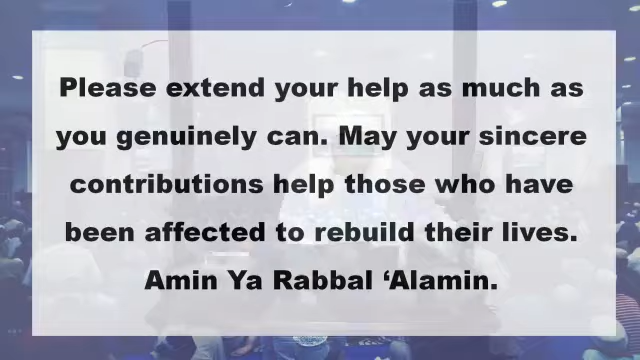 Please extend your help as much as
you genuinely can. May your sincere
contributions help those who have
been affected to rebuild their lives.
Amin Ya Rabbal ‘Alamin.